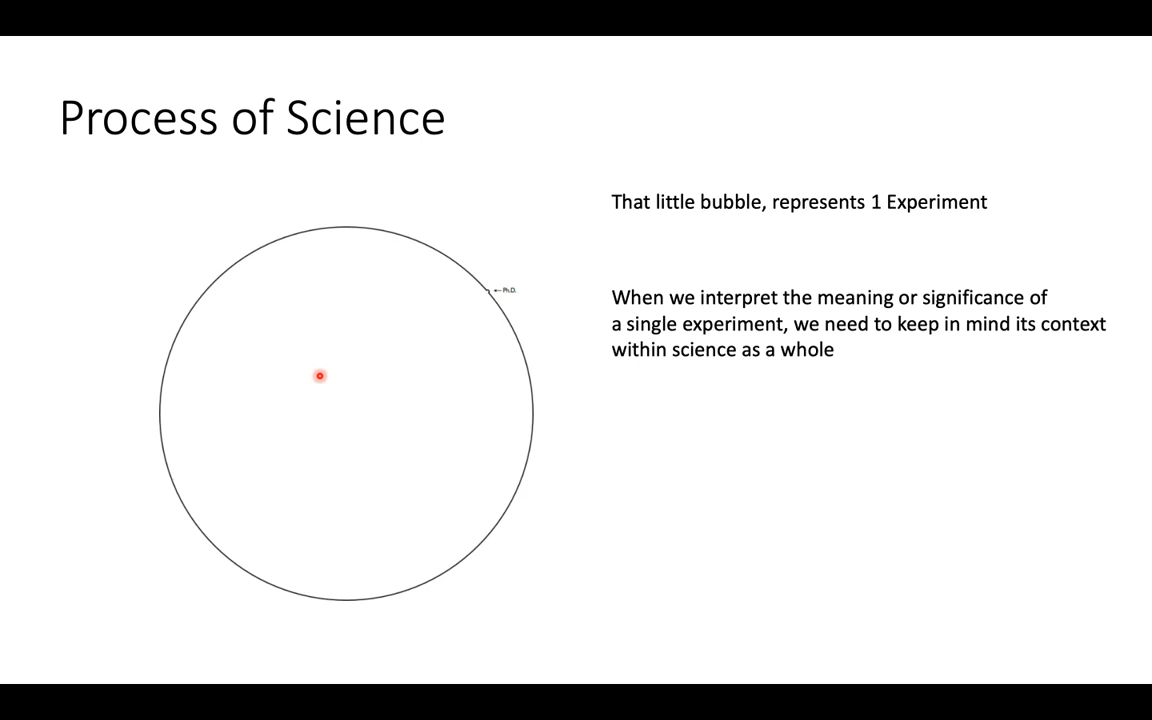 Process of Science
That little bubble, represents 1 Experiment
←Ph.D.
When we interpret the meaning or significance of
a single experiment, we need to keep in mind its context
within science as a whole